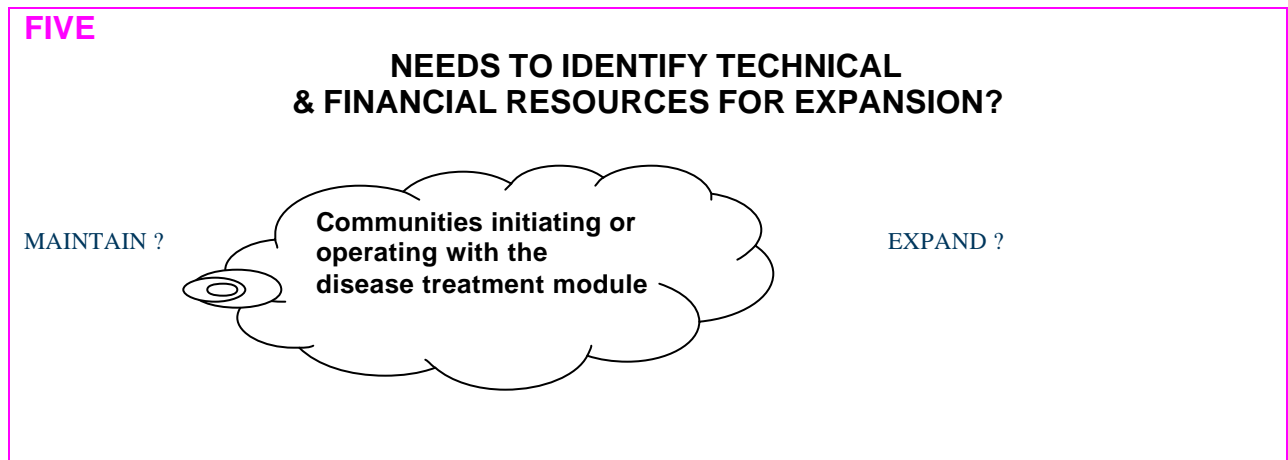 FIVE
NEEDS TO IDENTIFY TECHNICAL
& FINANCIAL RESOURCES FOR EXPANSION?
MAINTAIN ?
Communities initiating or
operating with the
disease treatment module
EXPAND ?